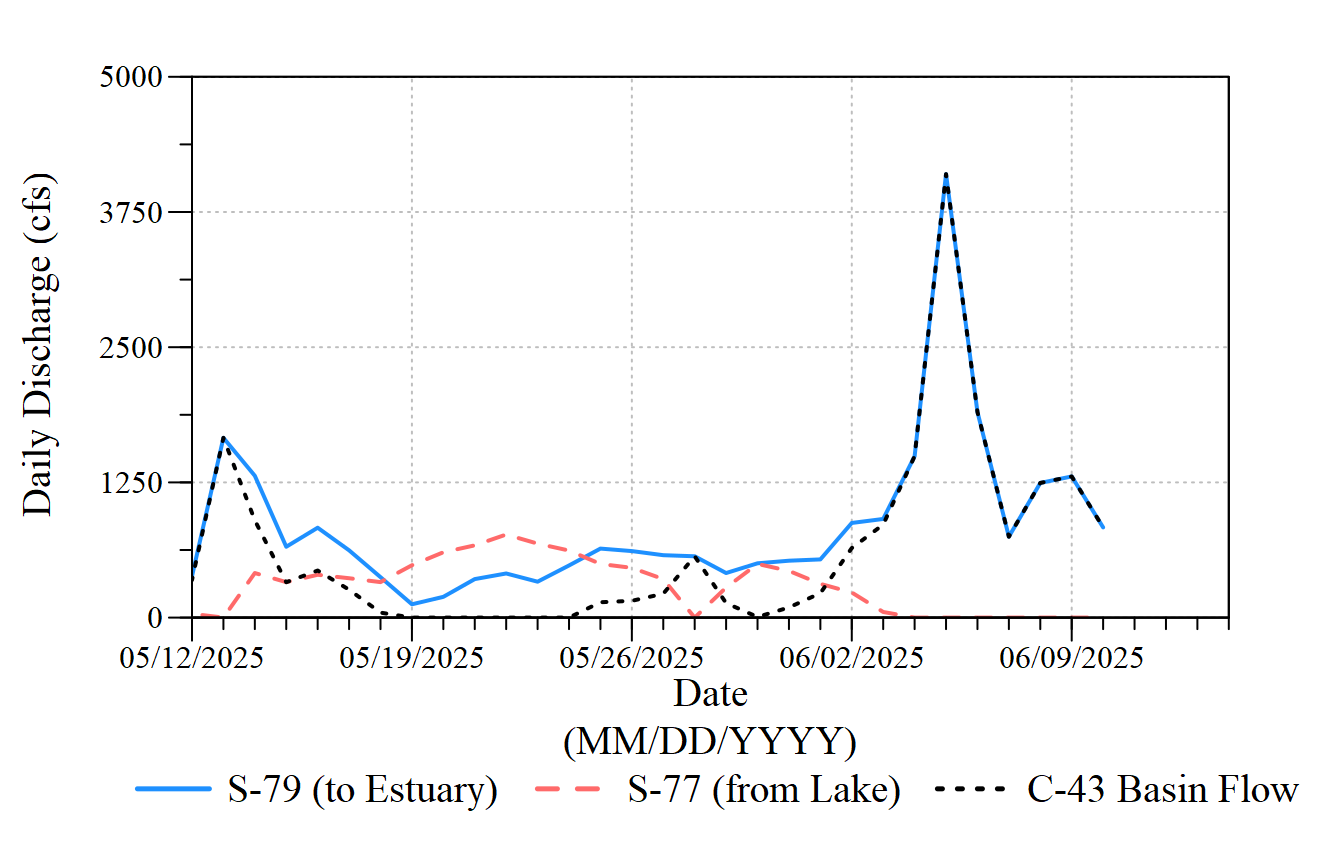 5000
3750
2500
1250
0
Daily Discharge (cfs)
05/12/2025 05/19/2025 05/26/2025 06/02/2025 06/09/2025
Date
(MM/DD/YYYY)
S-79 (to Estuary) S-77 (from Lake) C-43 Basin Flow